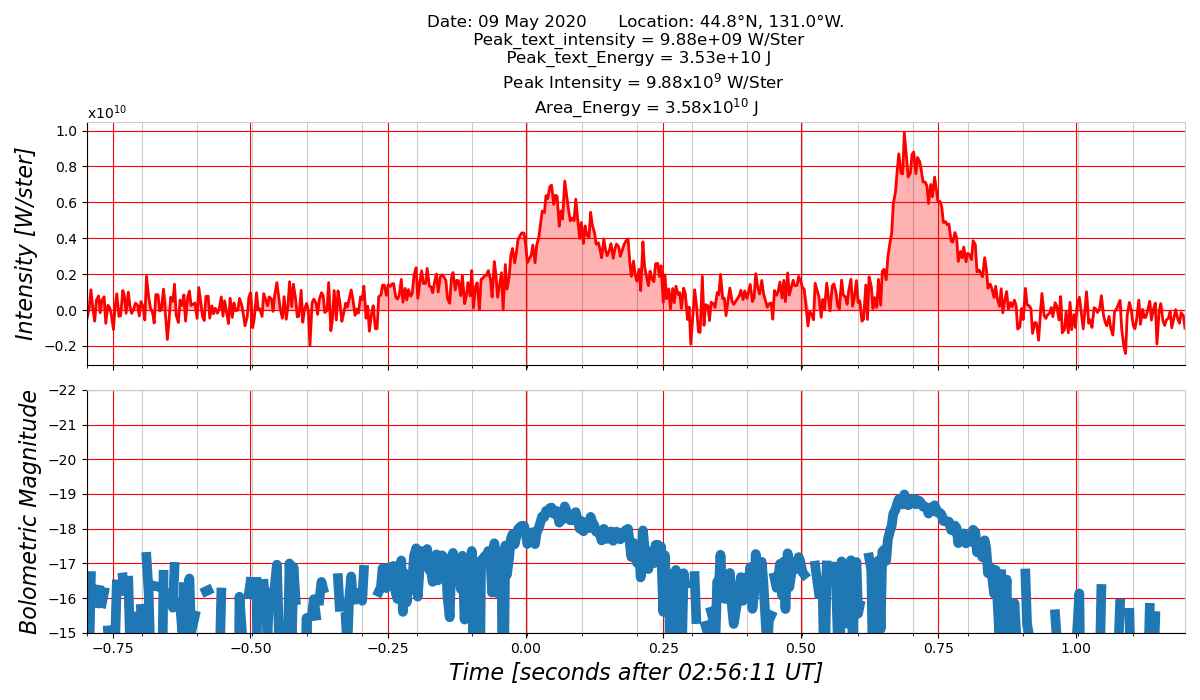 Date: 09 May 2020      Location: 44.8°N, 131.0°W.
Peak_text_intensity = 9.88e+09 W/Ster
Peak_text_Energy = 3.53e+10 J
Peak Intensity = 9.88x10⁹ W/Ster
Area_Energy = 3.58x10¹⁰ J
x10¹⁰
Intensity [W/ster]
1.0
0.8
0.6
0.4
0.2
0.0
−0.2
Bolometric Magnitude
−22
−21
−20
−19
−18
−17
−16
−15
−0.75 −0.50 −0.25 0.00 0.25 0.50 0.75 1.00
Time [seconds after 02:56:11 UT]